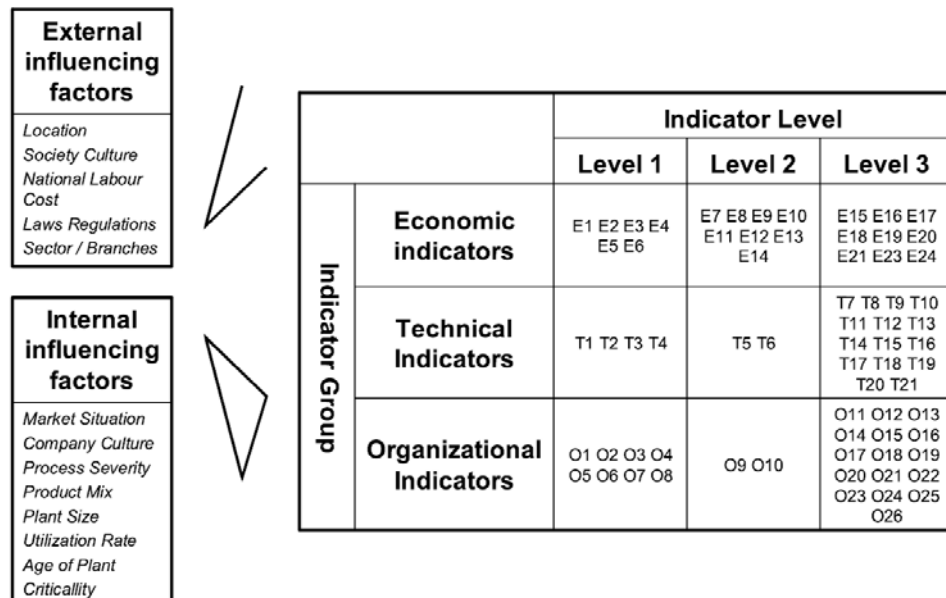 External
influencing
factors
Location
Society Culture
National Labour
Cost
Laws Regulations
Sector / Branches
Internal
influencing
factors
Market Situation
Company Culture
Process Severity
Product Mix
Plant Size
Utilization Rate
Age of Plant
Criticallity
Indicator Level
Level 1 Level 2 Level 3
Indicator Group
Economic
indicators
E1 E2 E3 E4
E5 E6
E7 E8 E9 E10
E11 E12 E13
E14
E15 E16 E17
E18 E19 E20
E21 E23 E24
Technical
Indicators
T1 T2 T3 T4
T5 T6
T7 T8 T9 T10
T11 T12 T13
T14 T15 T16
T17 T18 T19
T20 T21
Organizational
Indicators
O1 O2 O3 O4
O5 O6 O7 O8
O9 O10
O11 O12 O13
O14 O15 O16
O17 O18 O19
O20 O21 O22
O23 O24 O25
O26